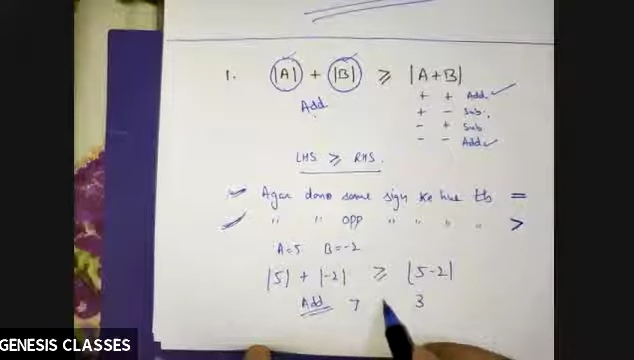 1. |A| + |B| ⩾ |A+B|
Add
+ + Add ✓
+ - Sub.
- + Sub
- - Add ✓
LHS ⩾ RHS.
Agar dono same sign ke hue tb =
" " opp " " " " >
A=5 B=-2
|5| + |-2| ⩾ |5-2|
Add 7 3
GENESIS CLASSES